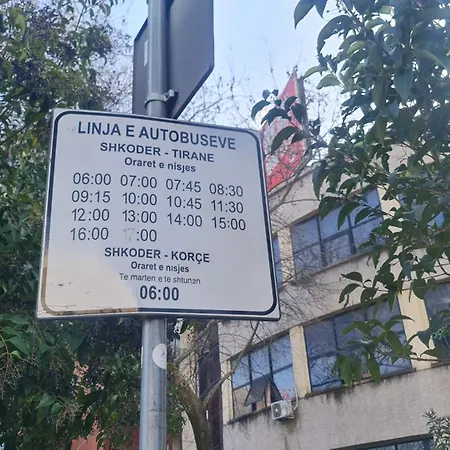 LINJA E AUTOBUSEVE
SHKODER - TIRANE
Oraret e nisjes
06:00 07:00 07:45 08:30
09:15 10:00 10:45 11:30
12:00 13:00 14:00 15:00
16:00 17:00
SHKODER - KORÇE
Oraret e nisjes
Te marten e te shtunen
06:00